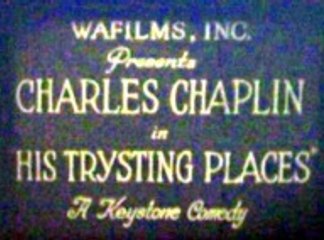 WAFILMS, INC.
Presents
CHARLES CHAPLIN
in
HIS TRYSTING PLACES"
A Keystone Comedy